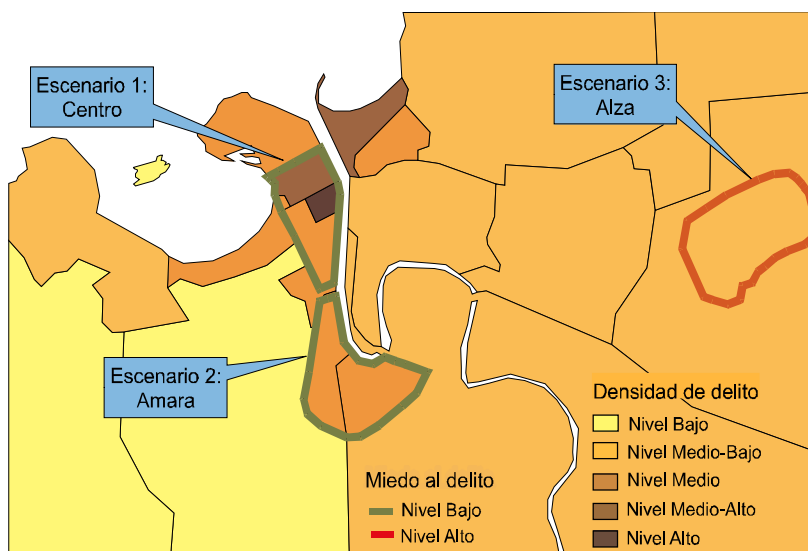 Escenario 1:
Centro
Escenario 3:
Alza
Escenario 2:
Amara
Miedo al delito
Nivel Bajo
Nivel Alto
Densidad de delito
Nivel Bajo
Nivel Medio-Bajo
Nivel Medio
Nivel Medio-Alto
Nivel Alto